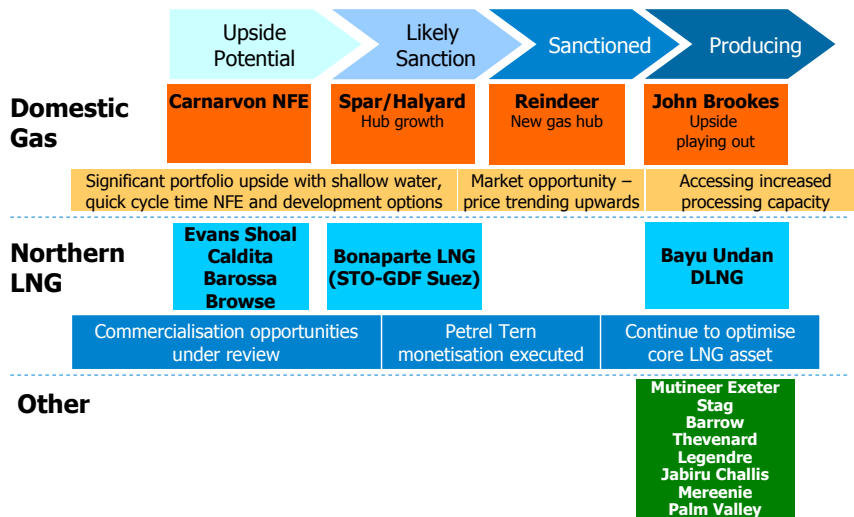 Upside
Potential
Likely
Sanction
Sanctioned
Producing
Domestic
Gas
Carnarvon NFE
Spar/Halyard
Hub growth
Reindeer
New gas hub
John Brookes
Upside
playing out
Significant portfolio upside with shallow water,
quick cycle time NFE and development options
Market opportunity –
price trending upwards
Accessing increased
processing capacity
Northern
LNG
Evans Shoal
Caldita
Barossa
Browse
Bonaparte LNG
(STO-GDF Suez)
Bayu Undan
DLNG
Commercialisation opportunities
under review
Petrel Tern
monetisation executed
Continue to optimise
core LNG asset
Other
Mutineer Exeter
Stag
Barrow
Thevenard
Legendre
Jabiru Challis
Mereenie
Palm Valley